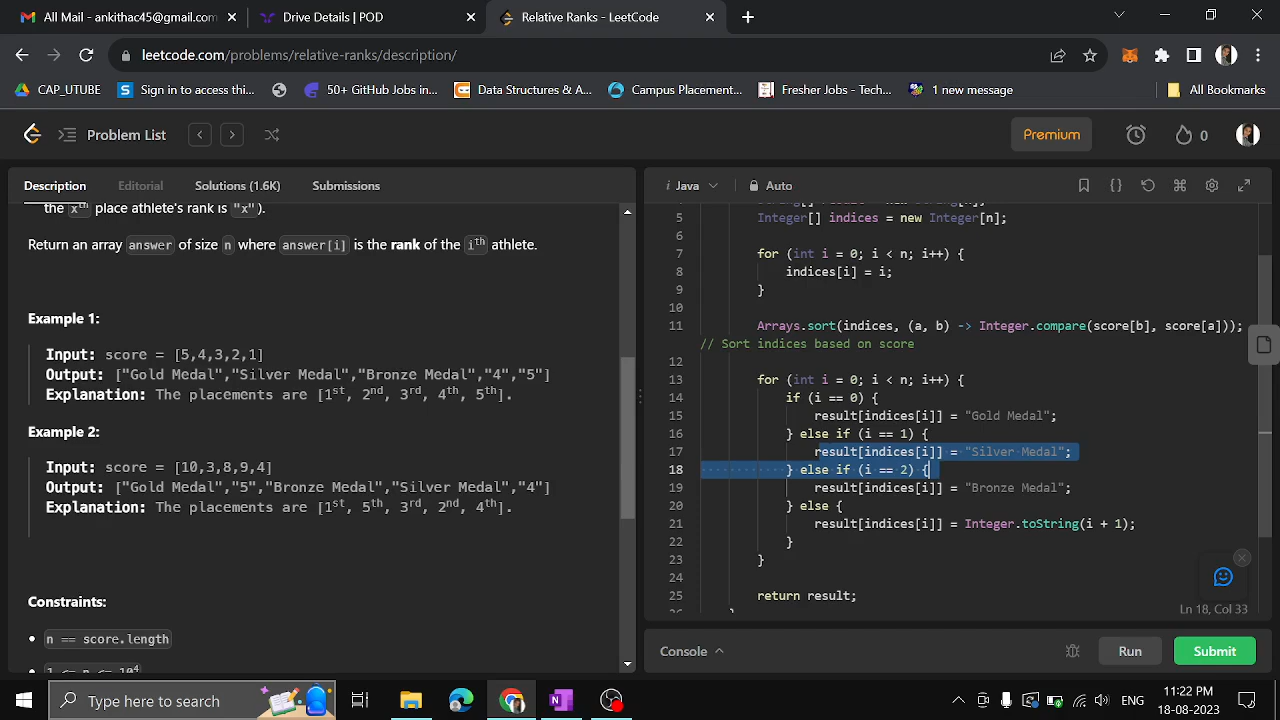 All Mail - ankithac45@gmail.com
Drive Details | POD
Relative Ranks - LeetCode
leetcode.com/problems/relative-ranks/description/
CAP_UTUBE
Sign in to access thi...
50+ GitHub Jobs in...
Data Structures & A...
Campus Placement...
Fresher Jobs - Tech...
1 new message
All Bookmarks
Problem List
Premium
0
Description
Editorial
Solutions (1.6K)
Submissions
the xth place athlete's rank is "x").
Return an array answer of size n where answer[i] is the rank of the ith athlete.
Example 1:
Input: score = [5,4,3,2,1]
Output: ["Gold Medal","Silver Medal","Bronze Medal","4","5"]
Explanation: The placements are [1st, 2nd, 3rd, 4th, 5th].
Example 2:
Input: score = [10,3,8,9,4]
Output: ["Gold Medal","5","Bronze Medal","Silver Medal","4"]
Explanation: The placements are [1st, 5th, 3rd, 2nd, 4th].
Constraints:
n == score.length
Java
Auto
5 Integer[] indices = new Integer[n];
6
7 for (int i = 0; i < n; i++) {
8 indices[i] = i;
9 }
10
11 Arrays.sort(indices, (a, b) -> Integer.compare(score[b], score[a]));
// Sort indices based on score
12
13 for (int i = 0; i < n; i++) {
14 if (i == 0) {
15 result[indices[i]] = "Gold Medal";
16 } else if (i == 1) {
17 result[indices[i]] = "Silver Medal";
18 } else if (i == 2) {
19 result[indices[i]] = "Bronze Medal";
20 } else {
21 result[indices[i]] = Integer.toString(i + 1);
22 }
23 }
24
25 return result;
Ln 18, Col 33
Console
Run
Submit
Type here to search
ENG
11:22 PM
18-08-2023